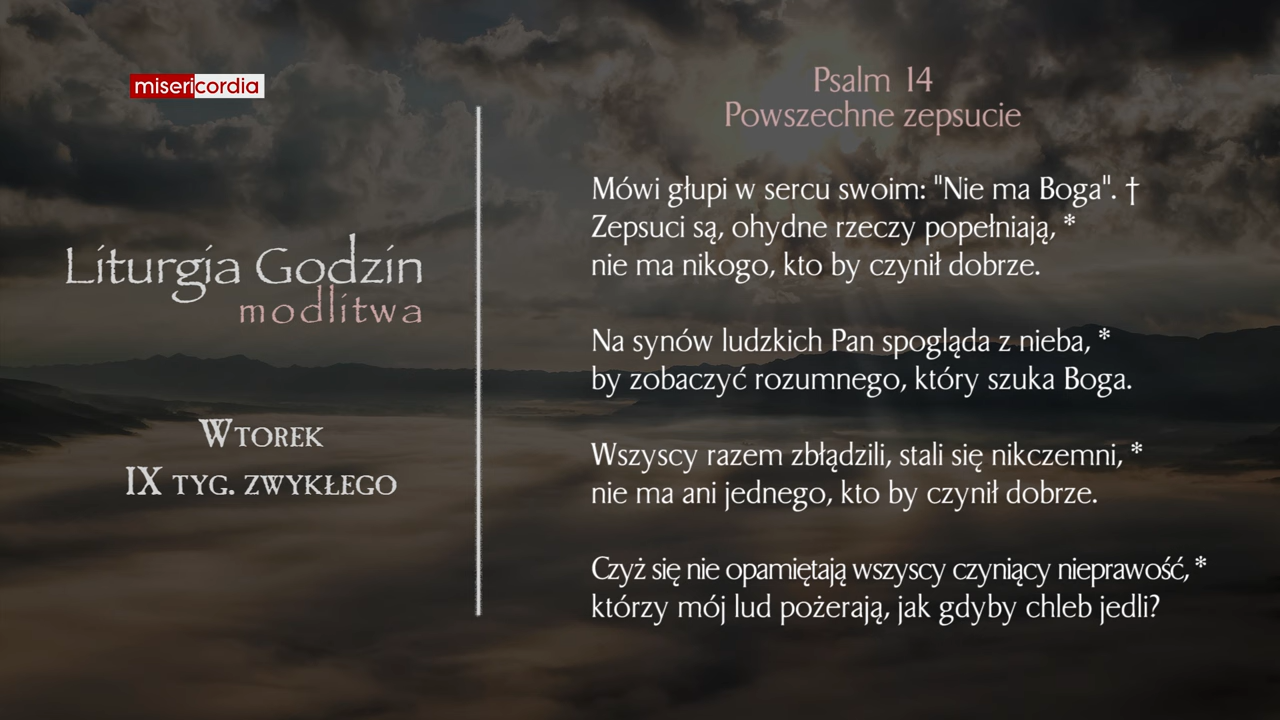 misericordia
Liturgia Godzin
modlitwa
Wtorek
IX tyg. zwykłego
Psalm 14
Powszechne zepsucie
Mówi głupi w sercu swoim: "Nie ma Boga". †
Zepsuci są, ohydne rzeczy popełniają, *
nie ma nikogo, kto by czynił dobrze.
Na synów ludzkich Pan spogląda z nieba, *
by zobaczyć rozumnego, który szuka Boga.
Wszyscy razem zbłądzili, stali się nikczemni, *
nie ma ani jednego, kto by czynił dobrze.
Czyż się nie opamiętają wszyscy czyniący nieprawość, *
którzy mój lud pożerają, jak gdyby chleb jedli?